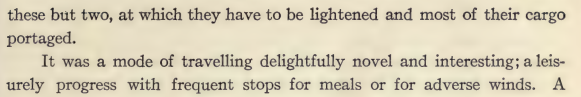 these but two, at which they have to be lightened and most of their cargo
portaged.
It was a mode of travelling delightfully novel and interesting; a leis-
urely progress with frequent stops for meals or for adverse winds. A